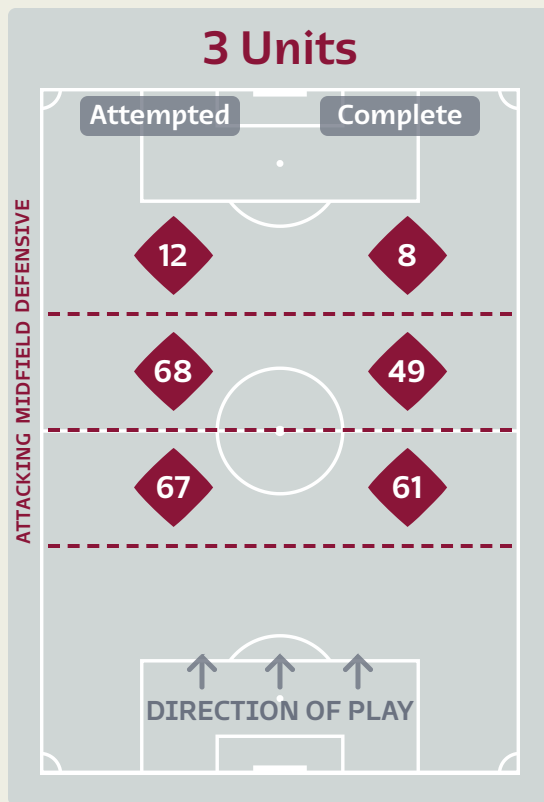 3 Units
Attempted Complete
ATTACKING MIDFIELD DEFENSIVE
12 8
68 49
67 61
DIRECTION OF PLAY